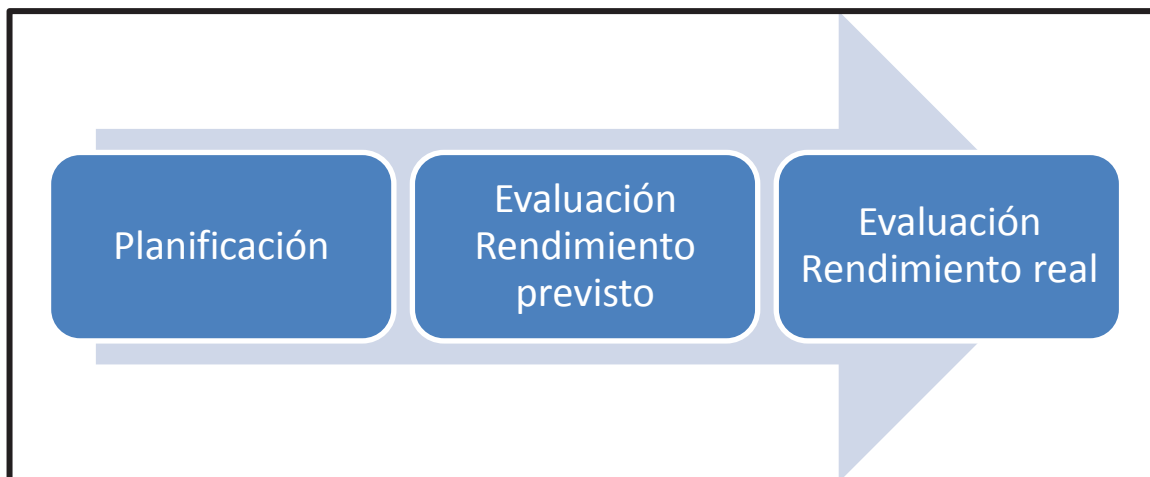 Planificación
Evaluación
Rendimiento
previsto
Evaluación
Rendimiento real